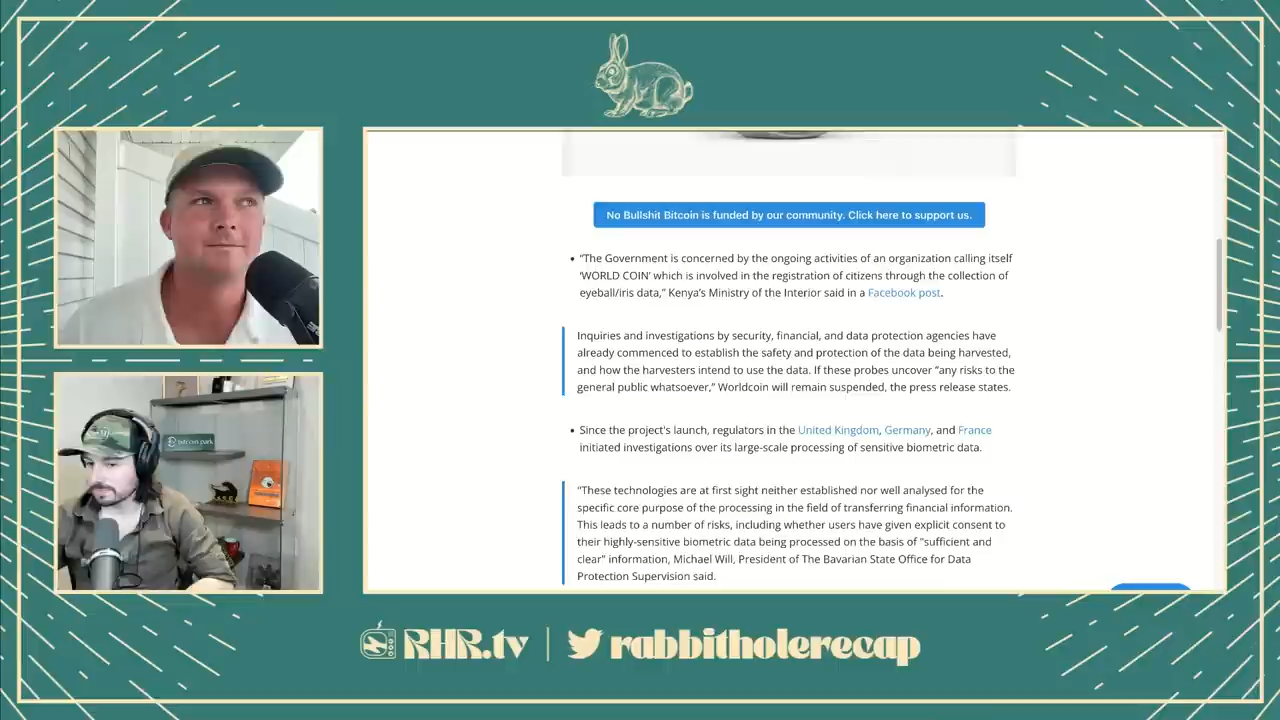 No Bullshit Bitcoin is funded by our community. Click here to support us.
• “The Government is concerned by the ongoing activities of an organization calling itself
‘WORLD COIN’ which is involved in the registration of citizens through the collection of
eyeball/iris data,” Kenya’s Ministry of the Interior said in a Facebook post.
Inquiries and investigations by security, financial, and data protection agencies have
already commenced to establish the safety and protection of the data being harvested,
and how the harvesters intend to use the data. If these probes uncover “any risks to the
general public whatsoever,” Worldcoin will remain suspended, the press release states.
• Since the project's launch, regulators in the United Kingdom, Germany, and France
initiated investigations over its large-scale processing of sensitive biometric data.
"These technologies are at first sight neither established nor well analysed for the
specific core purpose of the processing in the field of transferring financial information.
This leads to a number of risks, including whether users have given explicit consent to
their highly-sensitive biometric data being processed on the basis of "sufficient and
clear" information, Michael Will, President of The Bavarian State Office for Data
Protection Supervision said.
bitcoin park
RHR.tv | rabbitholerecap